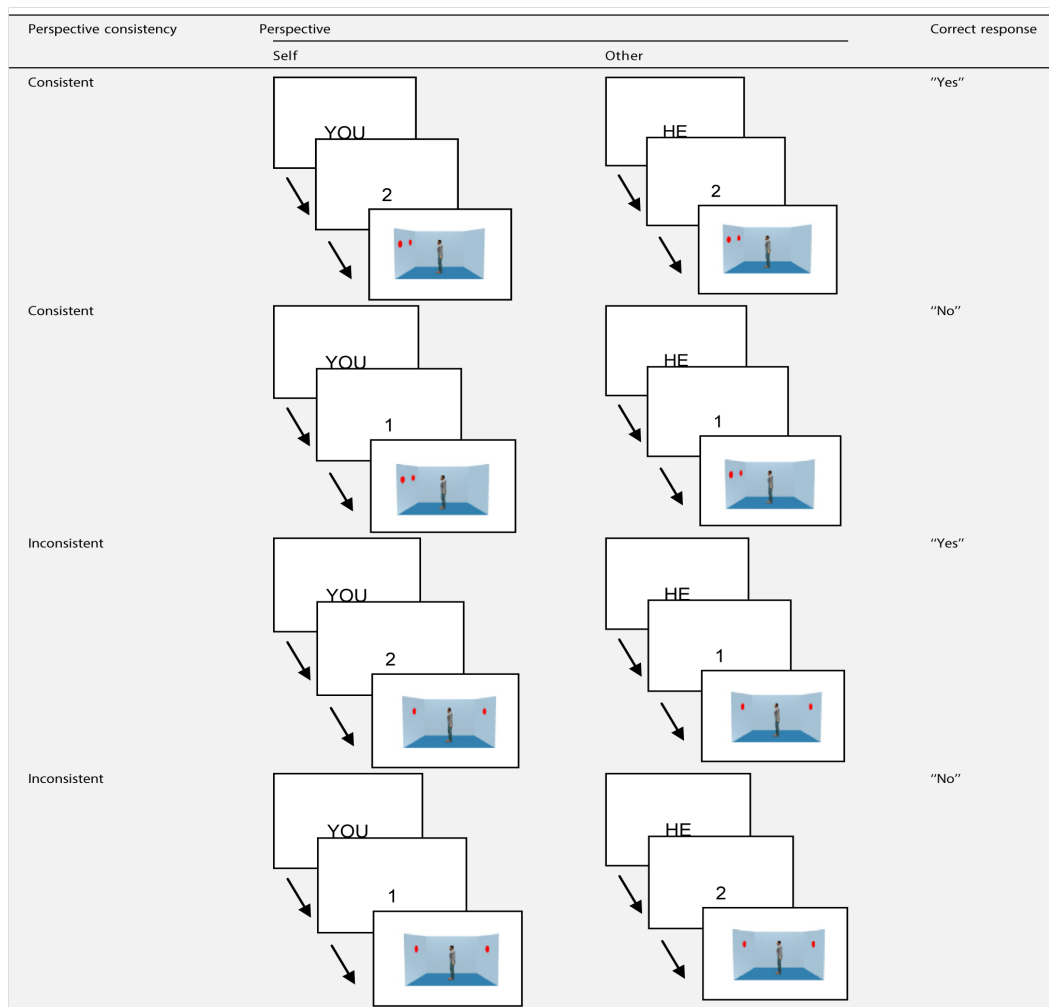 Perspective consistency Perspective Correct response
Self Other
Consistent "Yes"
YOU HE
2 2
Consistent "No"
YOU HE
1 1
Inconsistent "Yes"
YOU HE
2 1
Inconsistent "No"
YOU HE
1 2